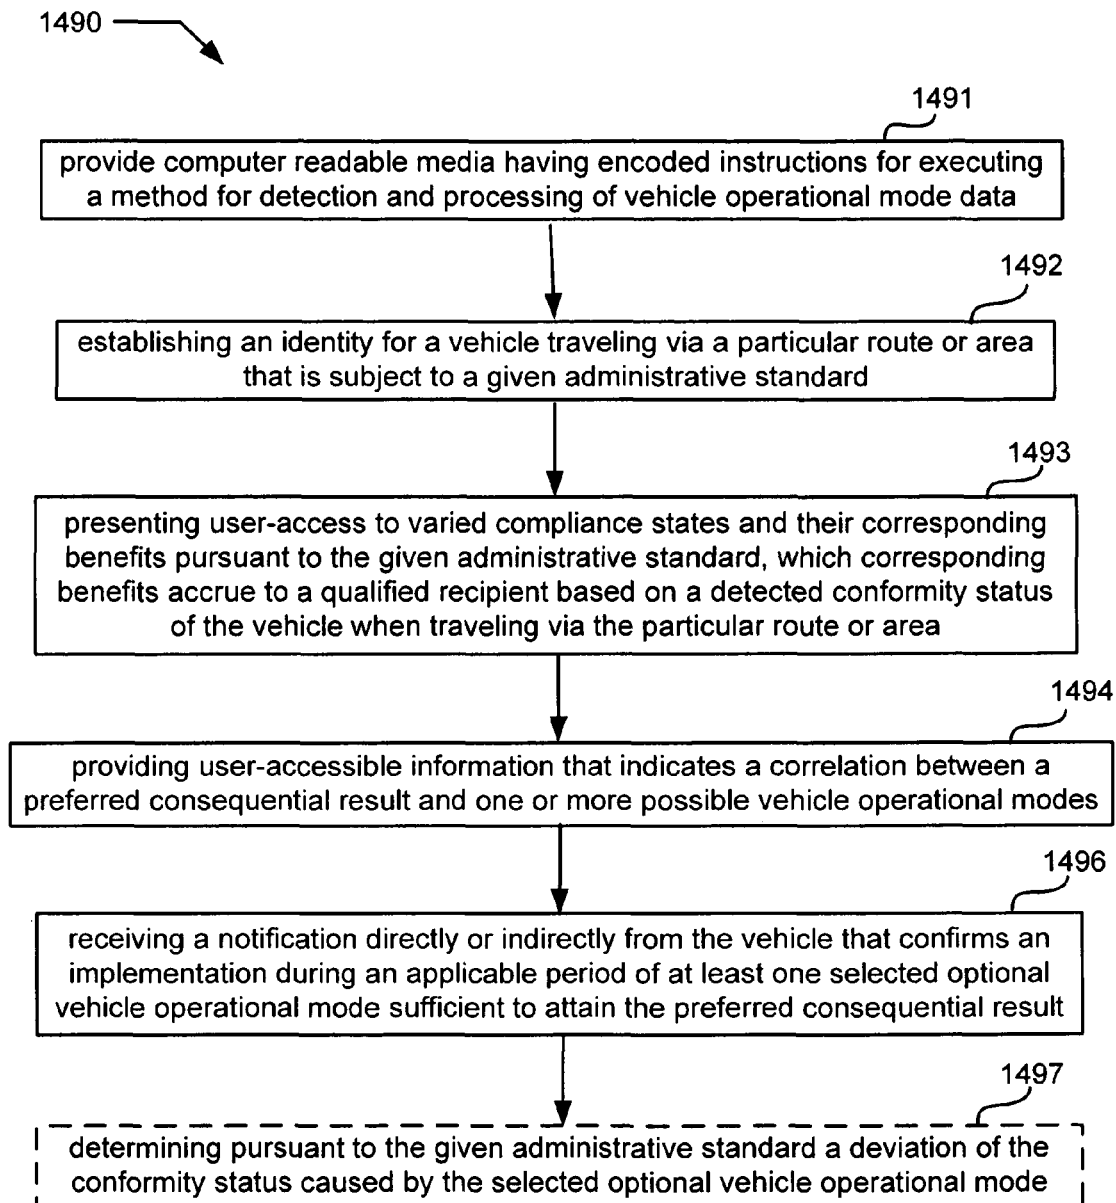 1490
1491
provide computer readable media having encoded instructions for executing
a method for detection and processing of vehicle operational mode data
1492
establishing an identity for a vehicle traveling via a particular route or area
that is subject to a given administrative standard
1493
presenting user-access to varied compliance states and their corresponding
benefits pursuant to the given administrative standard, which corresponding
benefits accrue to a qualified recipient based on a detected conformity status
of the vehicle when traveling via the particular route or area
1494
providing user-accessible information that indicates a correlation between a
preferred consequential result and one or more possible vehicle operational modes
1496
receiving a notification directly or indirectly from the vehicle that confirms an
implementation during an applicable period of at least one selected optional
vehicle operational mode sufficient to attain the preferred consequential result
1497
determining pursuant to the given administrative standard a deviation of the
conformity status caused by the selected optional vehicle operational mode